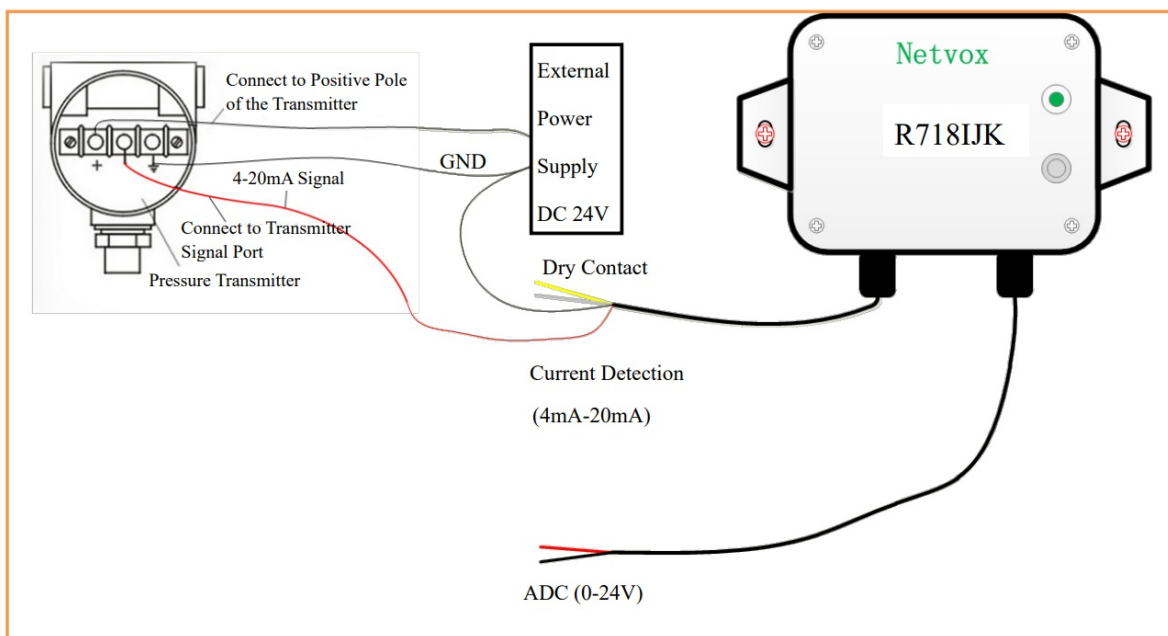 Connect to Positive Pole
of the Transmitter
+
GND
4-20mA Signal
Connect to Transmitter
Signal Port
Pressure Transmitter
External
Power
Supply
DC 24V
Netvox
R718IJK
Dry Contact
Current Detection
(4mA-20mA)
ADC (0-24V)